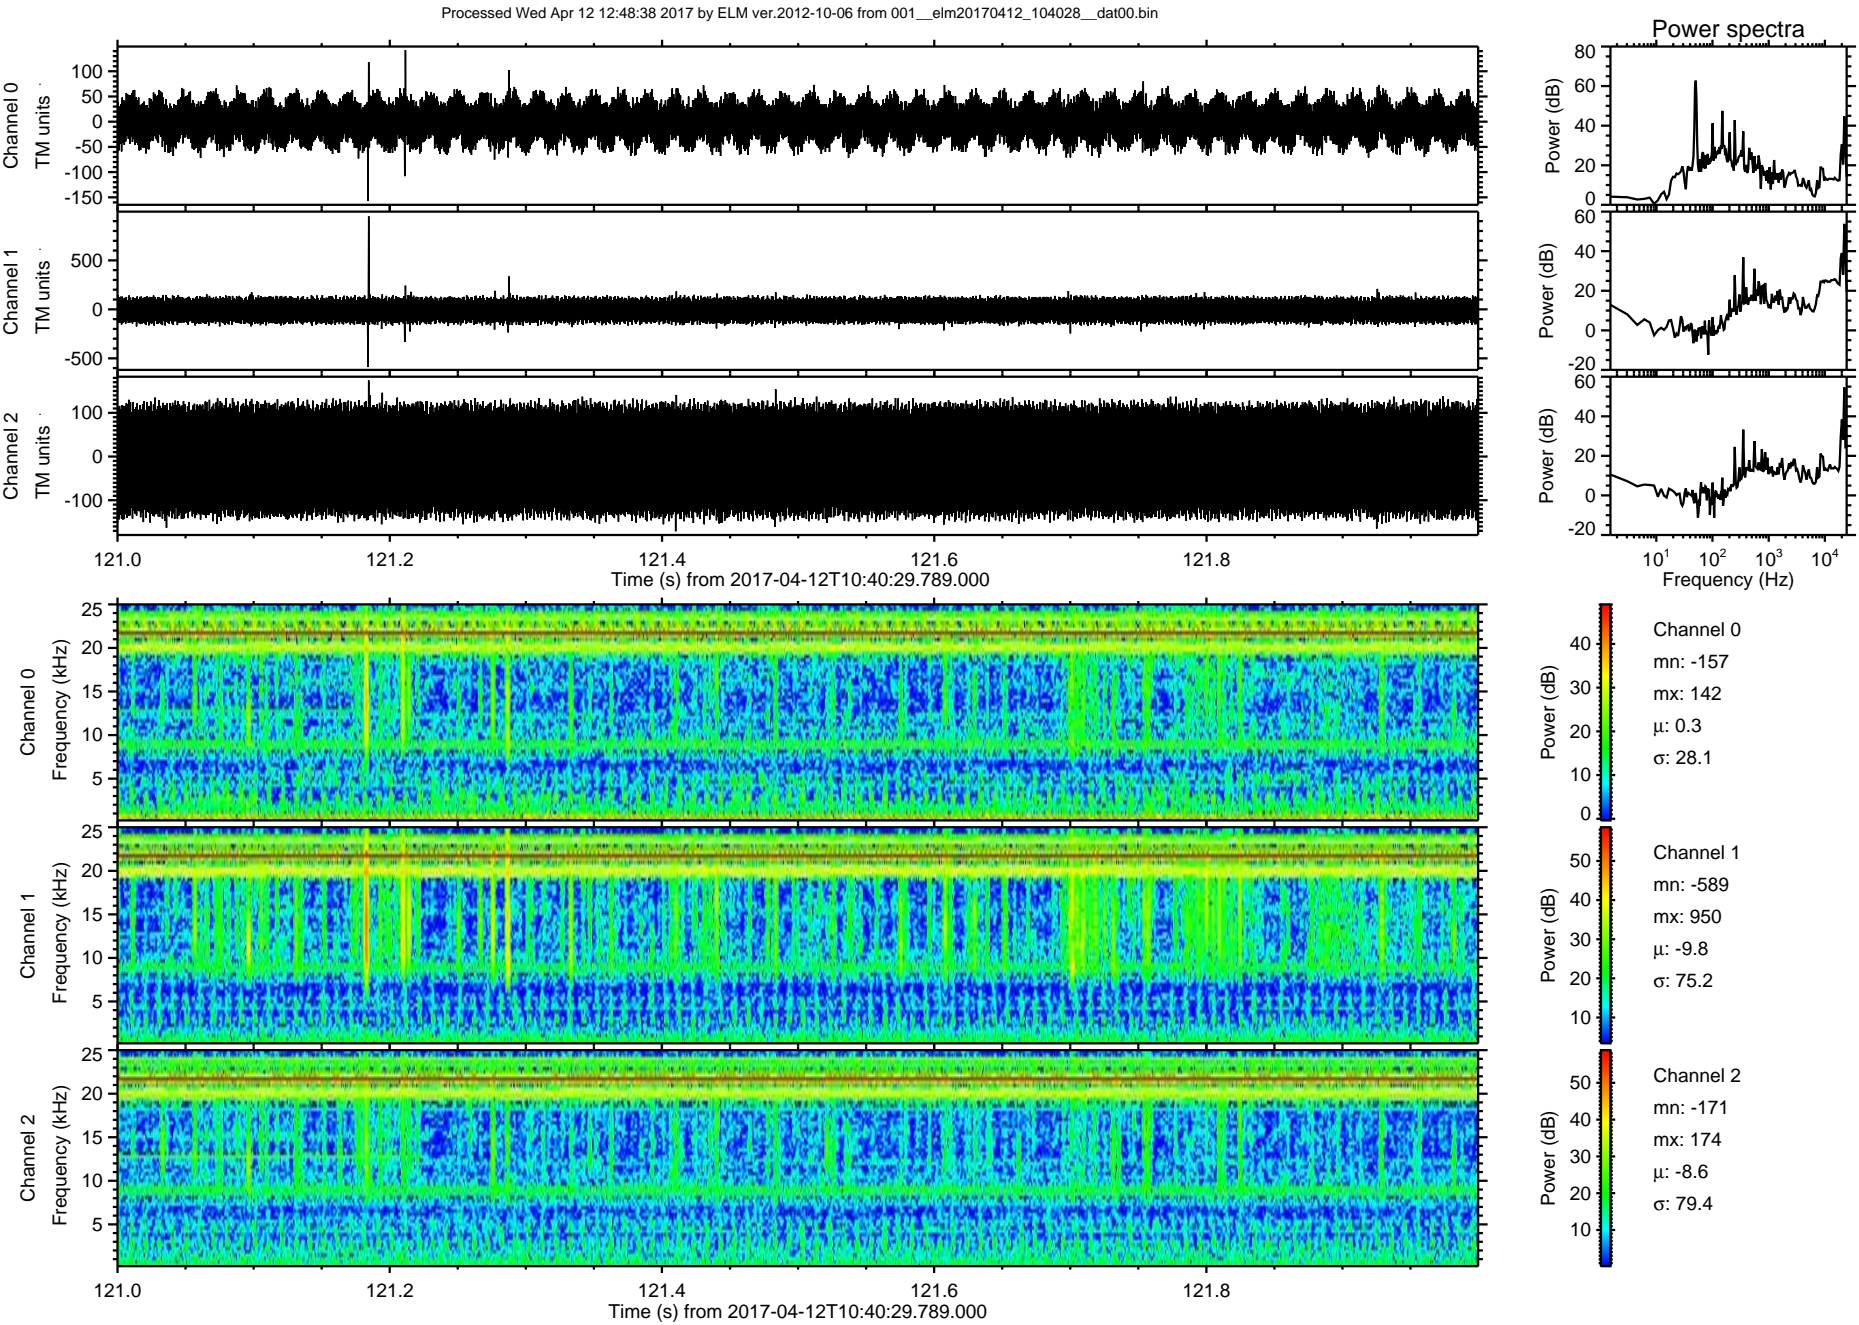 Processed Wed Apr 12 12:48:38 2017 by ELM ver.2012-10-06 from 001__elm20170412_104028__dat00.bin
Power spectra
Channel 0
TM units
100
50
0
-50
-100
-150
Power (dB)
80
60
40
20
0
Channel 1
TM units
500
0
-500
Power (dB)
60
40
20
0
-20
Channel 2
TM units
100
0
-100
Power (dB)
60
40
20
0
-20
121.0 121.2 121.4 121.6 121.8
Time (s) from 2017-04-12T10:40:29.789.000
10^1 10^2 10^3 10^4
Frequency (Hz)
Channel 0
Frequency (kHz)
25
20
15
10
5
Power (dB)
40
30
20
10
0
Channel 0
mn: -157
mx: 142
μ: 0.3
σ: 28.1
Channel 1
Frequency (kHz)
25
20
15
10
5
Power (dB)
50
40
30
20
10
Channel 1
mn: -589
mx: 950
μ: -9.8
σ: 75.2
Channel 2
Frequency (kHz)
25
20
15
10
5
Power (dB)
50
40
30
20
10
Channel 2
mn: -171
mx: 174
μ: -8.6
σ: 79.4
121.0 121.2 121.4 121.6 121.8
Time (s) from 2017-04-12T10:40:29.789.000